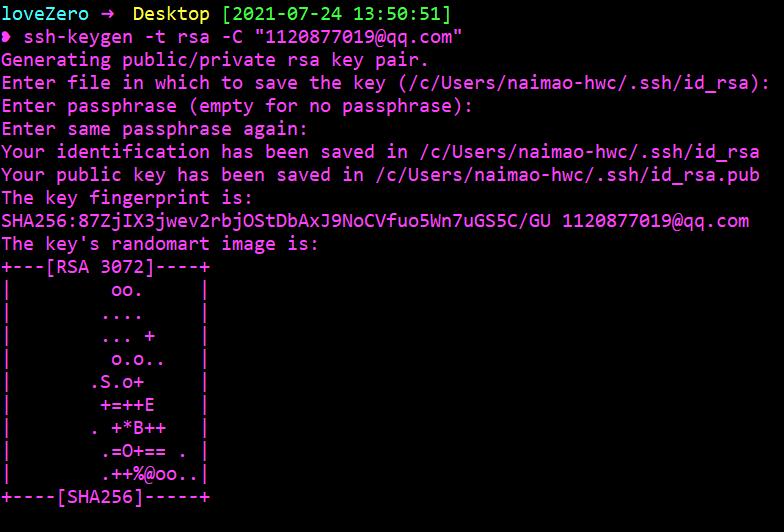 loveZero → Desktop [2021-07-24 13:50:51]
❥ ssh-keygen -t rsa -C "1120877019@qq.com"
Generating public/private rsa key pair.
Enter file in which to save the key (/c/Users/naimao-hwc/.ssh/id_rsa):
Enter passphrase (empty for no passphrase):
Enter same passphrase again:
Your identification has been saved in /c/Users/naimao-hwc/.ssh/id_rsa
Your public key has been saved in /c/Users/naimao-hwc/.ssh/id_rsa.pub
The key fingerprint is:
SHA256:87ZjIX3jwev2rbjOStDbAxJ9NoCVfuo5Wn7uGS5C/GU 1120877019@qq.com
The key's randomart image is:
+---[RSA 3072]----+
|         oo.     |
|        ....     |
|        ... +    |
|         o.o..   |
|       .S.o+     |
|        +=++E    |
|       . +*B++   |
|        .=O+== . |
|        .++%@oo..|
+----[SHA256]-----+